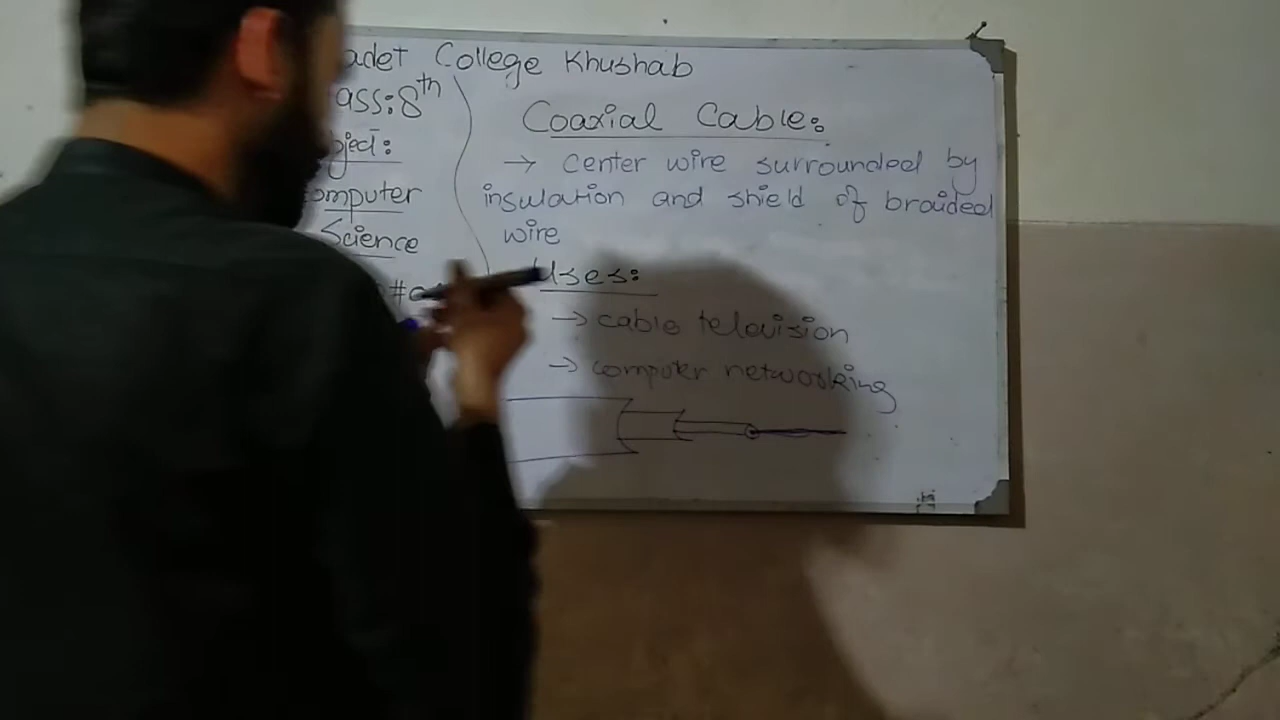 adet College Khushab
ass:8th
bject:
omputer
Science
#c
Coaxial Cable:
→ center wire surrounded by
insulation and shield of braided
wire
Uses:
→ cable television
→ computer networking